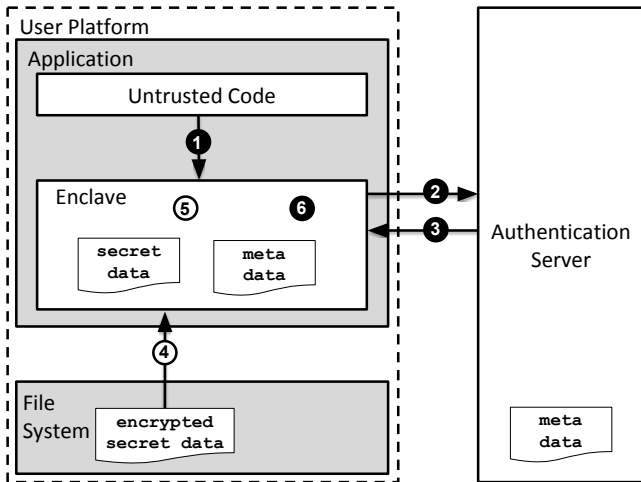 User Platform
Application
Untrusted Code
1
Enclave
5
6
2
3
secret
data
meta
data
Authentication
Server
4
File
System
encrypted
secret data
meta
data